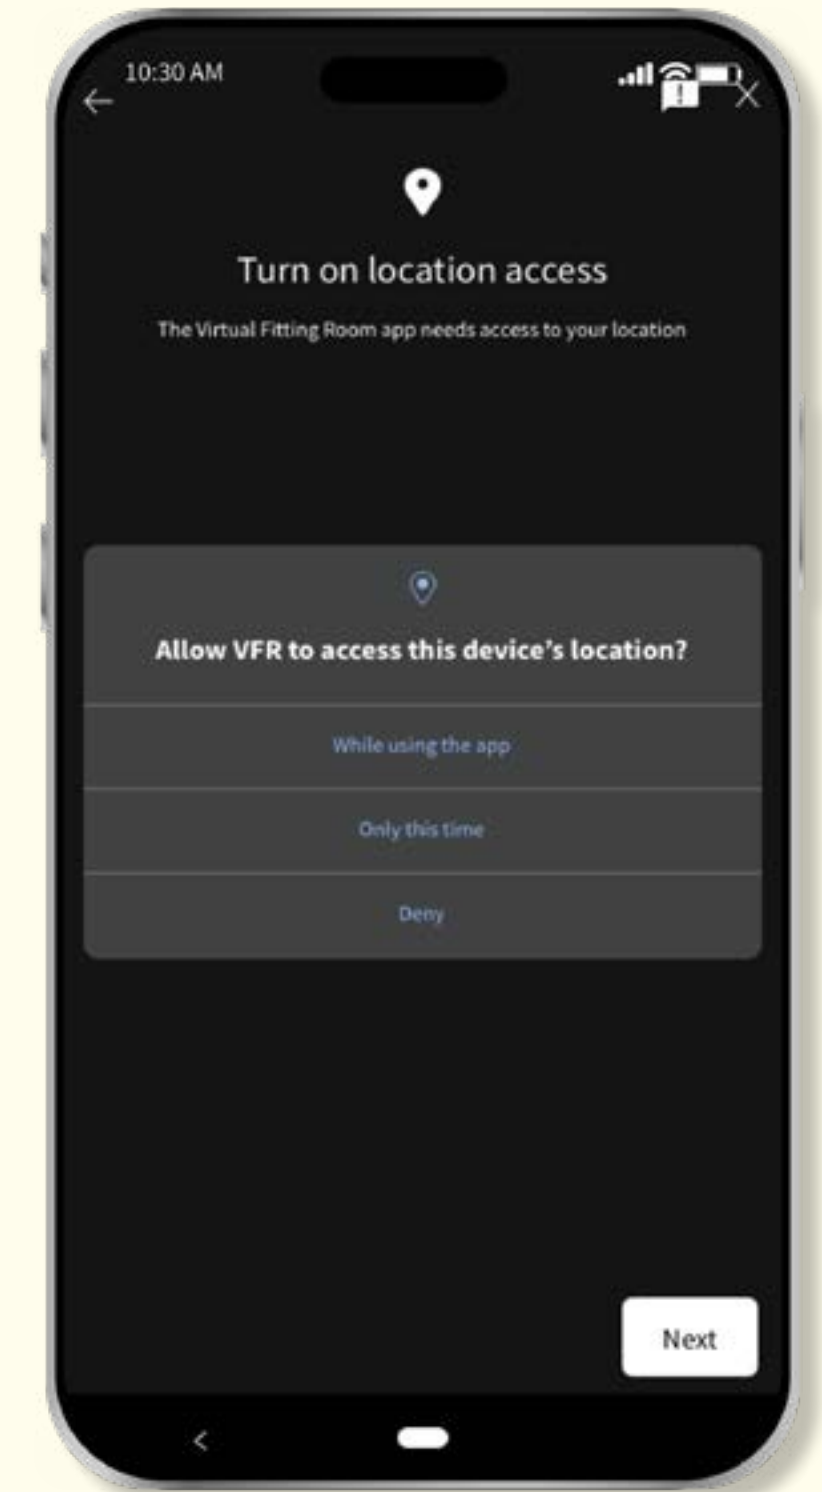 10:30 AM
!
Turn on location access
The Virtual Fitting Room app needs access to your location
Allow VFR to access this device's location?
While using the app
Only this time
Deny
Next